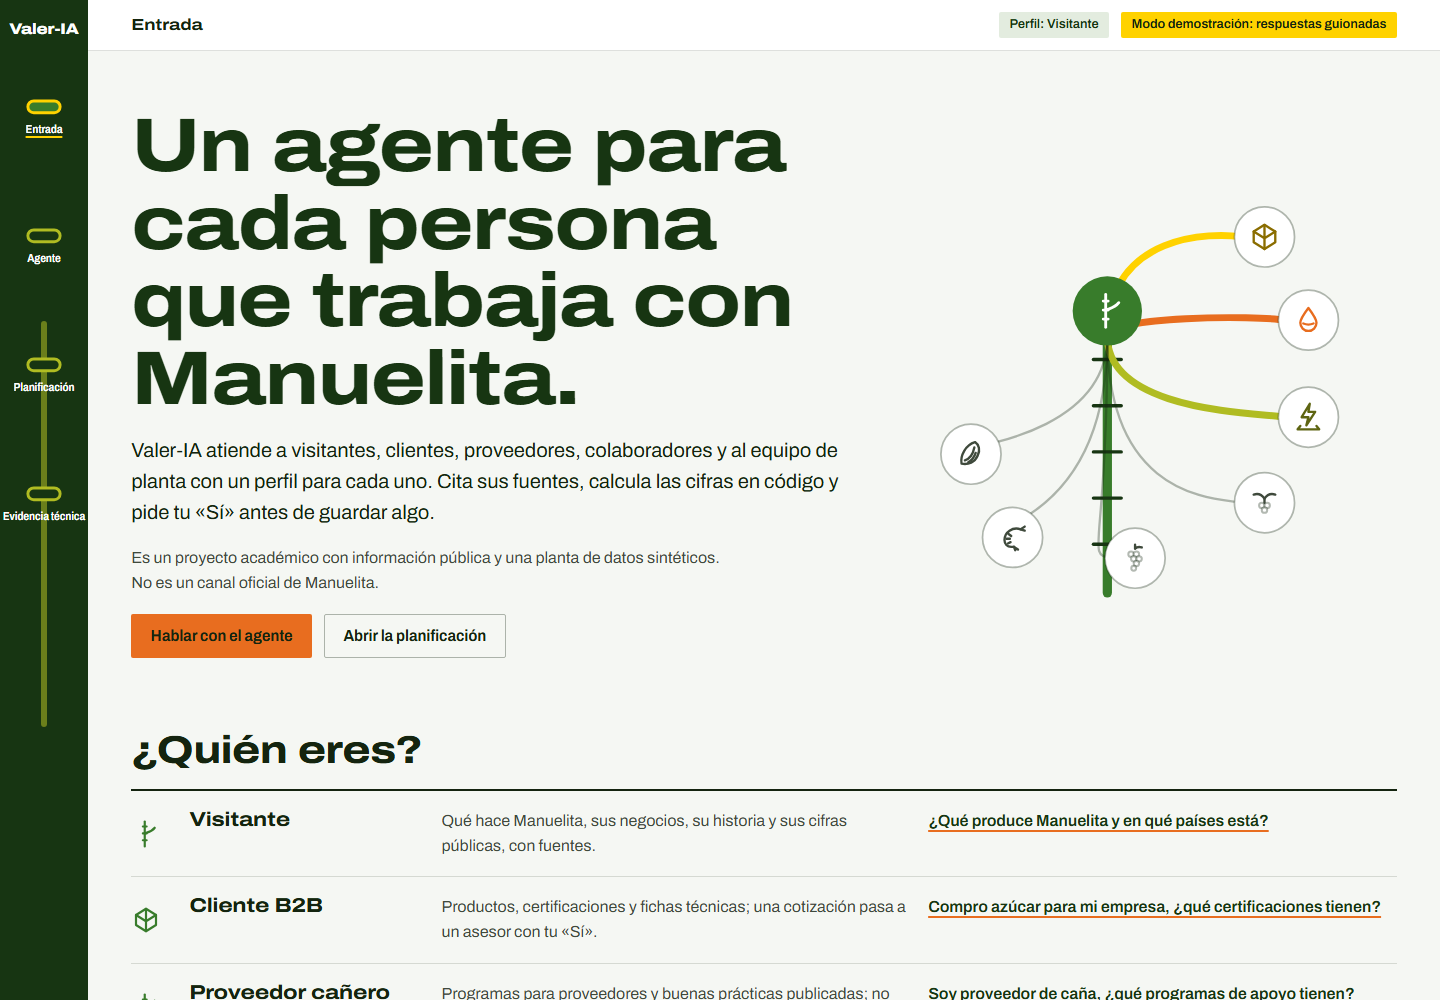 Valer-IA
Entrada
Perfil: Visitante
Modo demostración: respuestas guionadas
Entrada
Agente
Planificación
Evidencia técnica
Un agente para
cada persona
que trabaja con
Manuelita.
Valer-IA atiende a visitantes, clientes, proveedores, colaboradores y al equipo de
planta con un perfil para cada uno. Cita sus fuentes, calcula las cifras en código y
pide tu «Sí» antes de guardar algo.
Es un proyecto académico con información pública y una planta de datos sintéticos.
No es un canal oficial de Manuelita.
Hablar con el agente
Abrir la planificación
¿Quién eres?
Visitante
Qué hace Manuelita, sus negocios, su historia y sus cifras
públicas, con fuentes.
¿Qué produce Manuelita y en qué países está?
Cliente B2B
Productos, certificaciones y fichas técnicas; una cotización pasa a
un asesor con tu «Sí».
Compro azúcar para mi empresa, ¿qué certificaciones tienen?
Proveedor cañero
Programas para proveedores y buenas prácticas publicadas; no
Soy proveedor de caña, ¿qué programas de apoyo tienen?